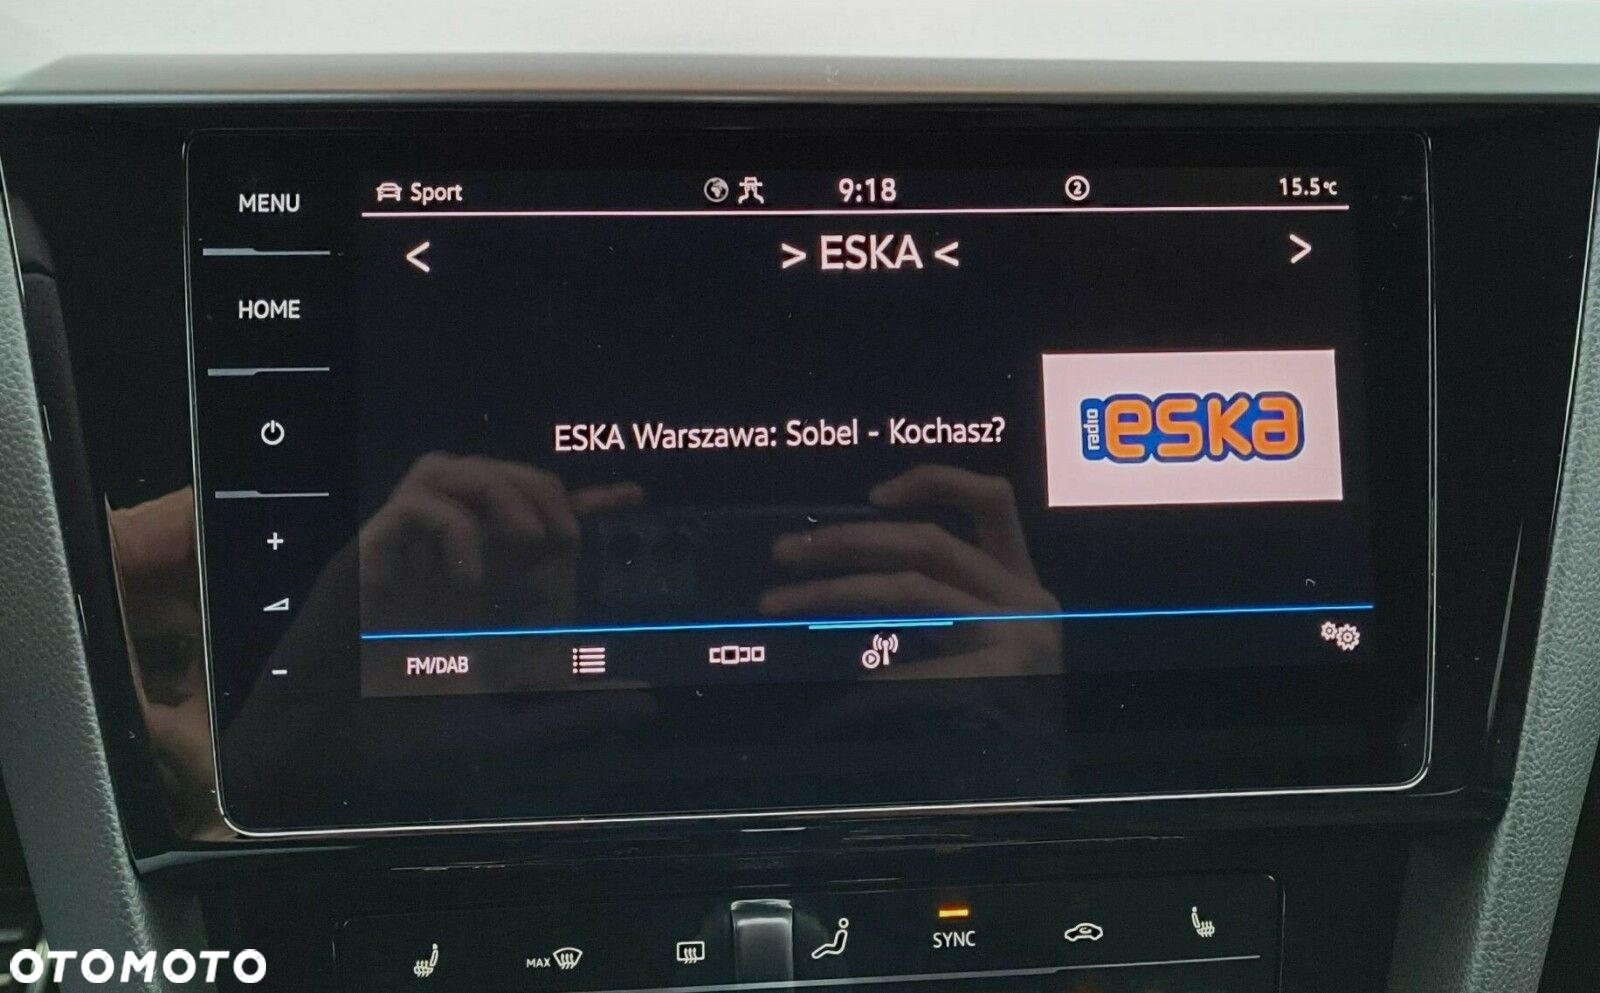 MENU
Sport
9:18
2
15.5°C
HOME
< > ESKA < >
ESKA Warszawa: Sobel - Kochasz?
radio eska
+
-
FM/DAB
MAX
SYNC
OTOMOTO